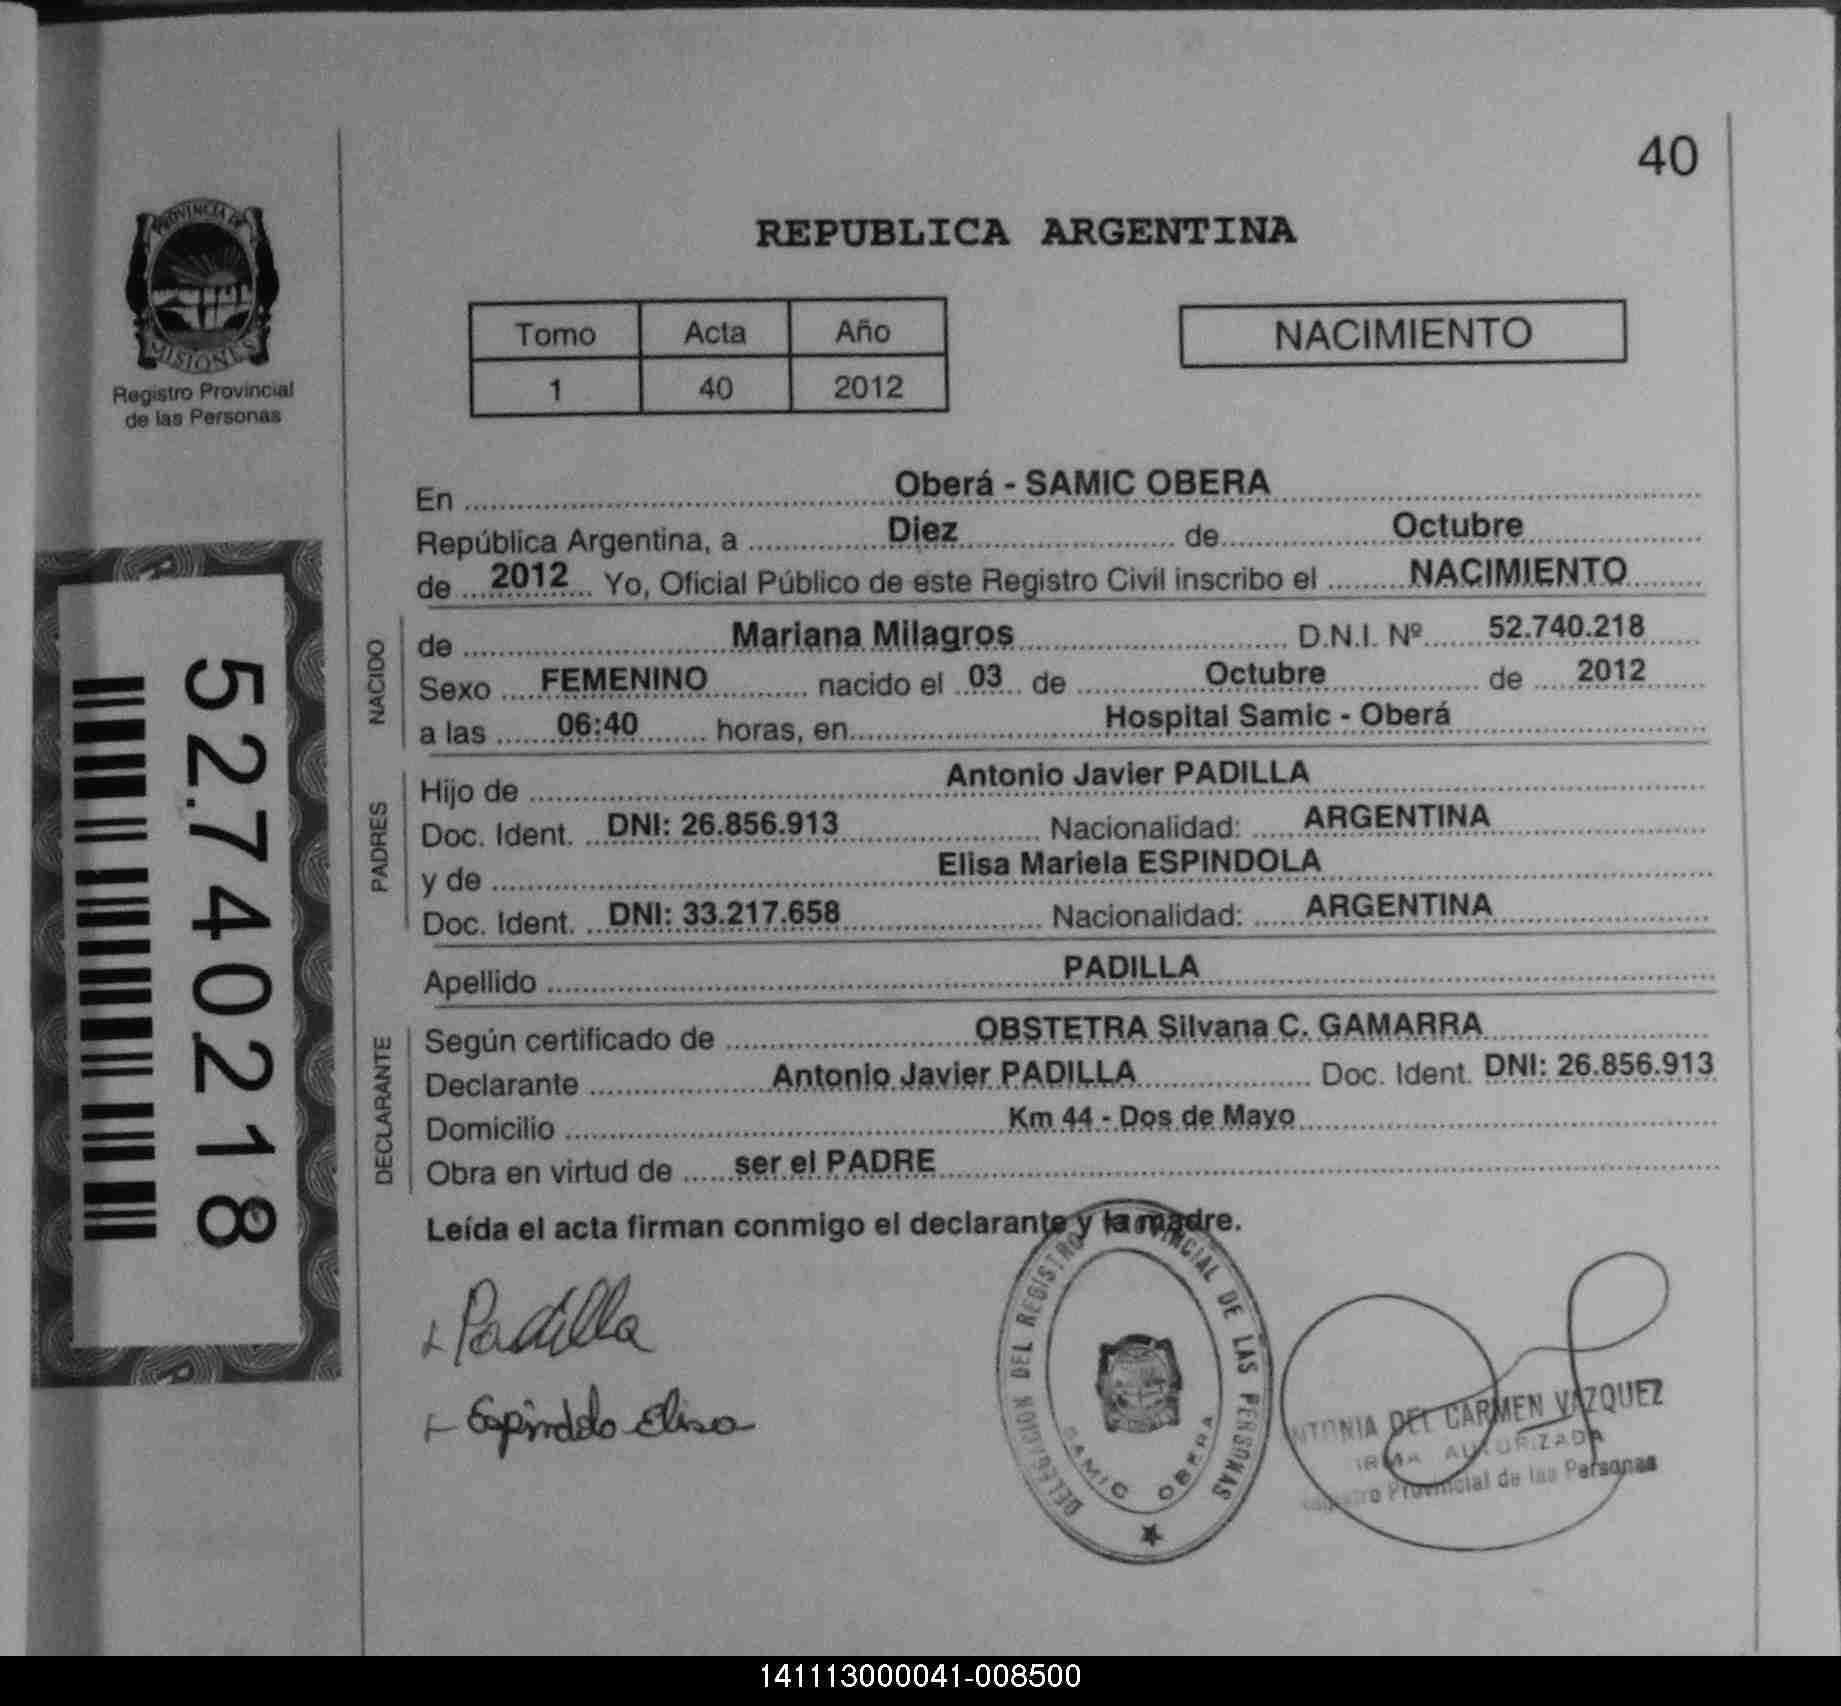 40
PROVINCIA DE
MISIONES
Registro Provincial
de las Personas
REPUBLICA ARGENTINA
Tomo Acta Año
1 40 2012
NACIMIENTO
En Oberá - SAMIC OBERA
República Argentina, a Diez de Octubre
de 2012 Yo, Oficial Público de este Registro Civil inscribo el NACIMIENTO
NACIDO
de Mariana Milagros D.N.I. Nº 52.740.218
Sexo FEMENINO nacido el 03 de Octubre de 2012
a las 06:40 horas, en Hospital Samic - Oberá
PADRES
Hijo de Antonio Javier PADILLA
Doc. Ident. DNI: 26.856.913 Nacionalidad: ARGENTINA
y de Elisa Mariela ESPINDOLA
Doc. Ident. DNI: 33.217.658 Nacionalidad: ARGENTINA
Apellido PADILLA
DECLARANTE
Según certificado de OBSTETRA Silvana C. GAMARRA
Declarante Antonio Javier PADILLA Doc. Ident. DNI: 26.856.913
Domicilio Km 44 - Dos de Mayo
Obra en virtud de ser el PADRE
Leída el acta firman conmigo el declarante y la madre.
52.740.218
Padilla
Espindola Elisa
DELEGACION DEL REGISTRO PROVINCIAL DE LAS PERSONAS
SAMIC OBERA
NTONIA DEL CARMEN VAZQUEZ
IRMA AUTORIZADA
Registro Provincial de las Personas
141113000041-008500